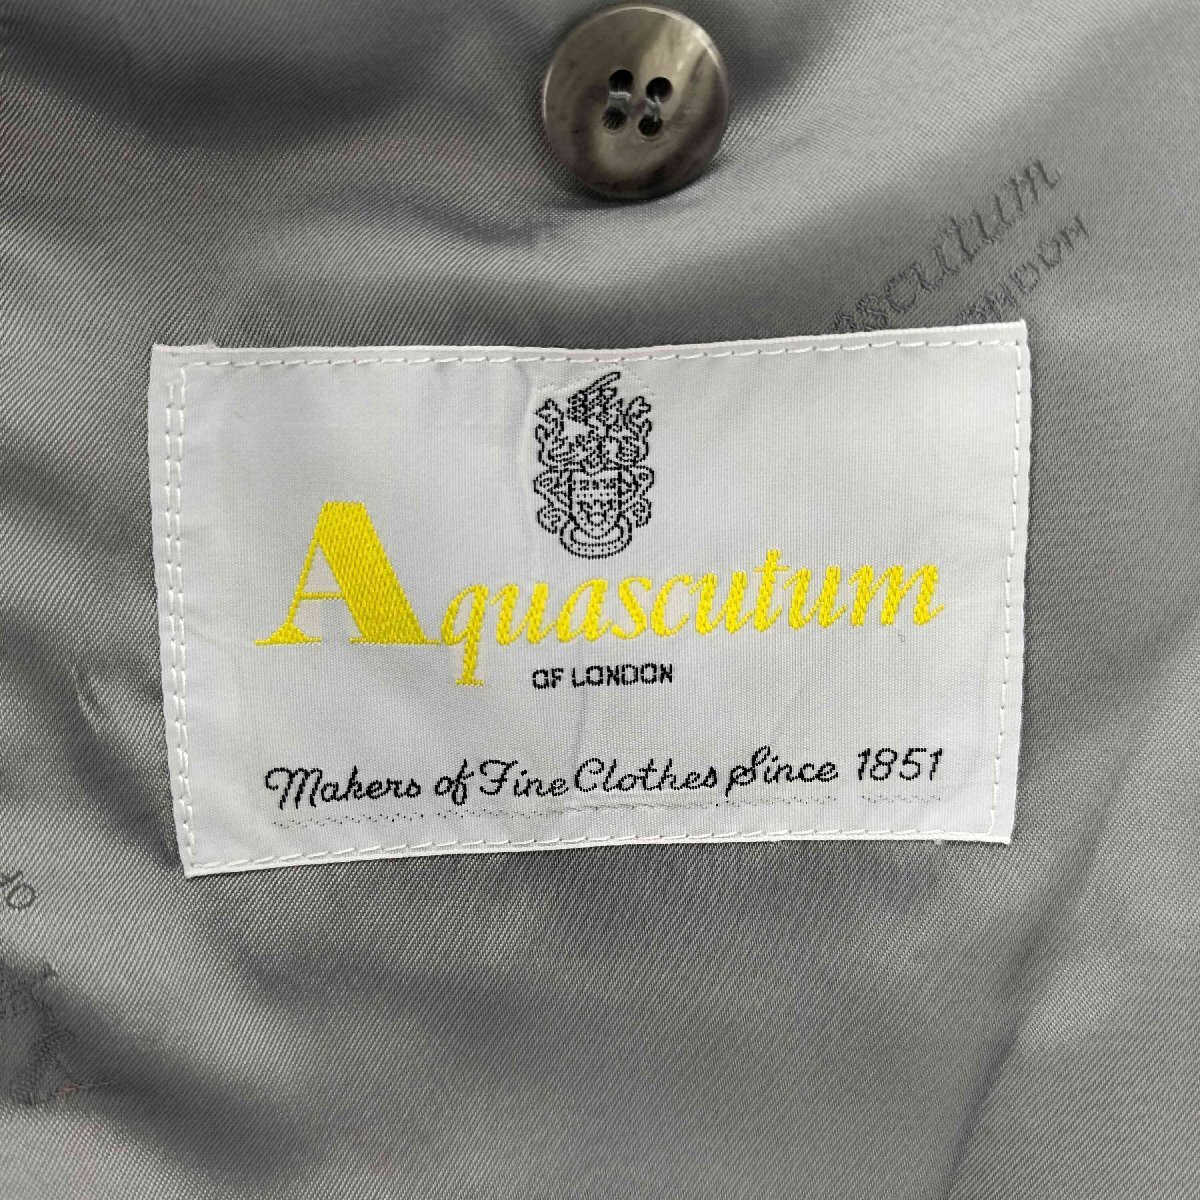 Aquascutum
OF LONDON
Makers of Fine Clothes Since 1851